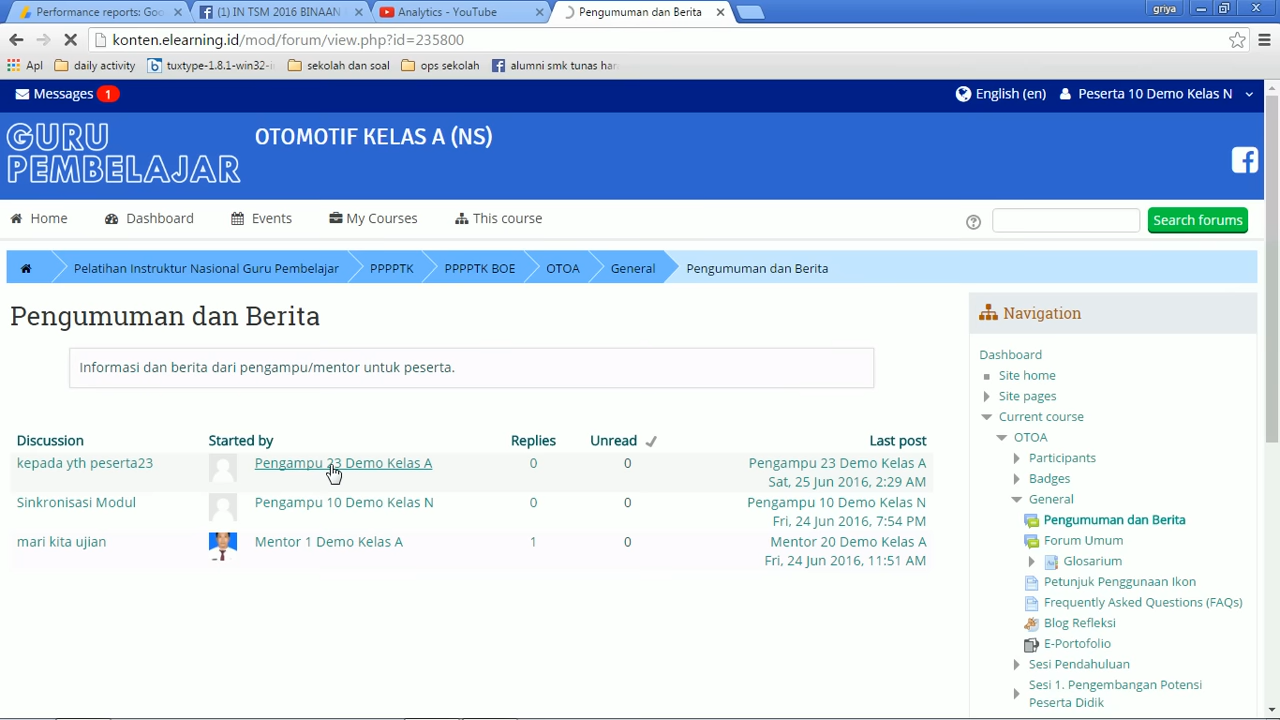 Performance reports: Goo
(1) IN TSM 2016 BINAAN
Analytics - YouTube
Pengumuman dan Berita
griya
konten.elearning.id/mod/forum/view.php?id=235800
Apl
daily activity
tuxtype-1.8.1-win32-i
sekolah dan soal
ops sekolah
alumni smk tunas har
Messages 1
English (en)
Peserta 10 Demo Kelas N
GURU
PEMBELAJAR
OTOMOTIF KELAS A (NS)
Home
Dashboard
Events
My Courses
This course
Search forums
Pelatihan Instruktur Nasional Guru Pembelajar
PPPPTK
PPPPTK BOE
OTOA
General
Pengumuman dan Berita
Pengumuman dan Berita
Informasi dan berita dari pengampu/mentor untuk peserta.
Discussion Started by Replies Unread Last post
kepada yth peserta23 Pengampu 23 Demo Kelas A 0 0 Pengampu 23 Demo Kelas A
Sat, 25 Jun 2016, 2:29 AM
Sinkronisasi Modul Pengampu 10 Demo Kelas N 0 0 Pengampu 10 Demo Kelas N
Fri, 24 Jun 2016, 7:54 PM
mari kita ujian Mentor 1 Demo Kelas A 1 0 Mentor 20 Demo Kelas A
Fri, 24 Jun 2016, 11:51 AM
Navigation
Dashboard
Site home
Site pages
Current course
OTOA
Participants
Badges
General
Pengumuman dan Berita
Forum Umum
Glosarium
Petunjuk Penggunaan Ikon
Frequently Asked Questions (FAQs)
Blog Refleksi
E-Portofolio
Sesi Pendahuluan
Sesi 1. Pengembangan Potensi
Peserta Didik